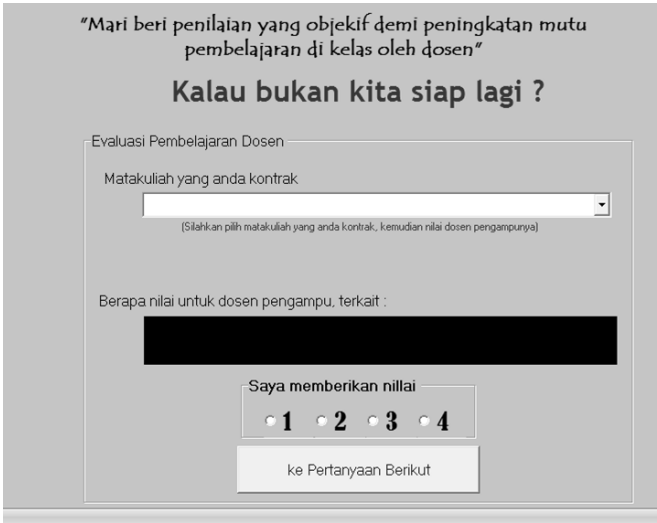 "Mari beri penilaian yang objekif demi peningkatan mutu
pembelajaran di kelas oleh dosen"
Kalau bukan kita siap lagi ?
Evaluasi Pembelajaran Dosen
Matakuliah yang anda kontrak
(Silahkan pilih matakuliah yang anda kontrak, kemudian nilai dosen pengampunya)
Berapa nilai untuk dosen pengampu, terkait :
Saya memberikan nillai
1 2 3 4
ke Pertanyaan Berikut